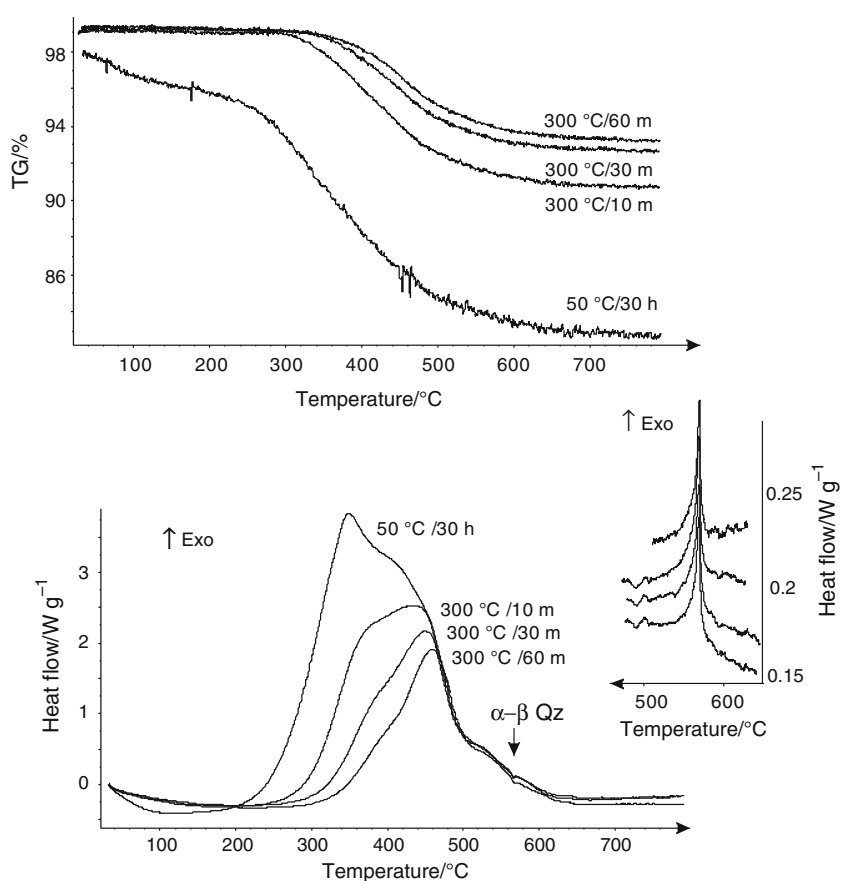 98
94
90
86
TG/%
300 °C/60 m
300 °C/30 m
300 °C/10 m
50 °C/30 h
100 200 300 400 500 600 700
Temperature/°C
↑ Exo
0.25
0.2
0.15
Heat flow/W g⁻¹
500 600
Temperature/°C
↑ Exo
3
2
1
0
Heat flow/W g⁻¹
50 °C /30 h
300 °C /10 m
300 °C /30 m
300 °C /60 m
α–β Qz
100 200 300 400 500 600 700
Temperature/°C